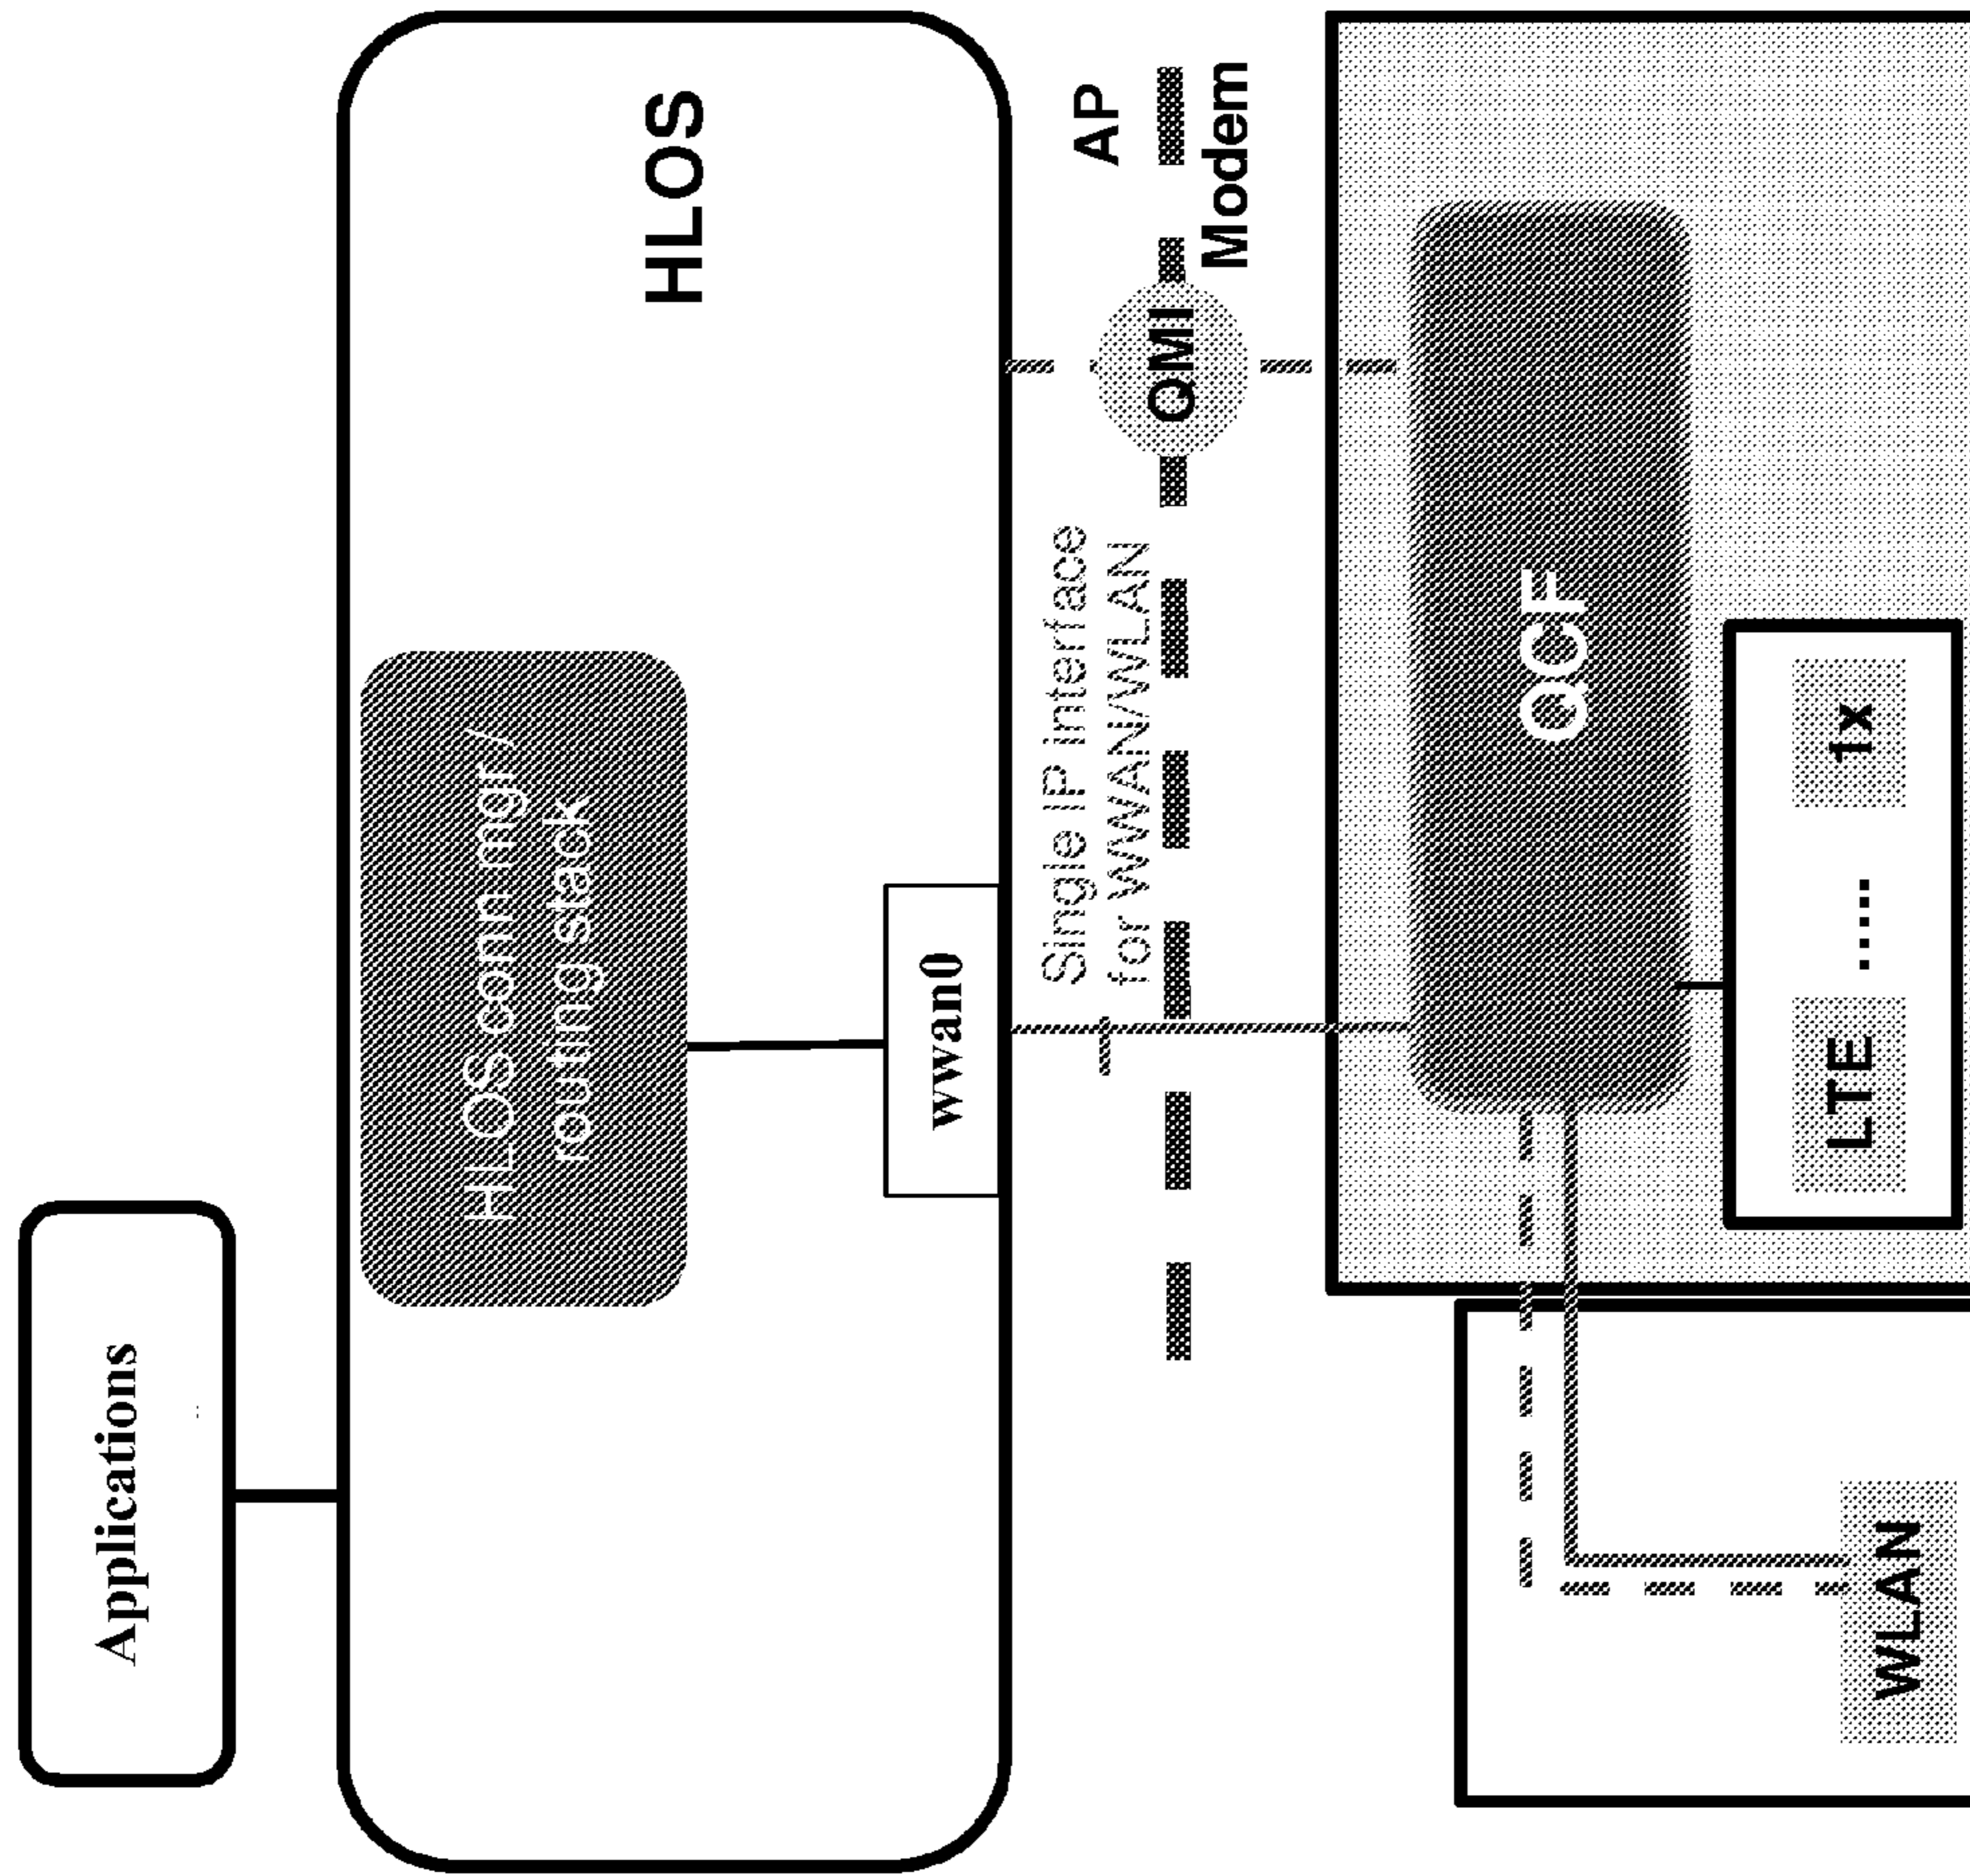 Applications
HLOS
HLOS conn mgr /
routing stack
wwan0
Single IP interface
for WWAN/WLAN
AP
QMI
Modem
QCF
WLAN
LTE
.....
1x